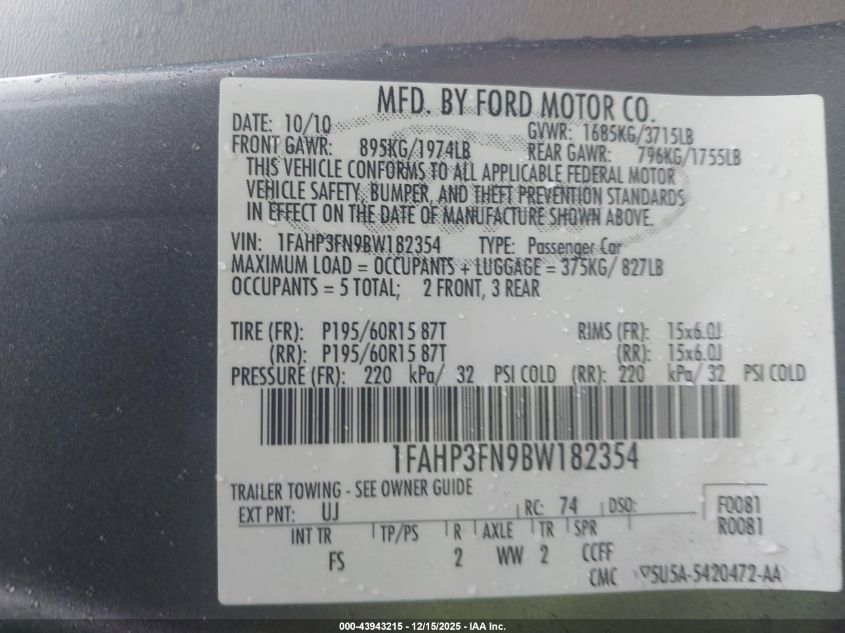 MFD. BY FORD MOTOR CO.
DATE: 10/10 GVWR: 1685KG/3715LB
FRONT GAWR: 895KG/1974LB REAR GAWR: 796KG/1755LB
THIS VEHICLE CONFORMS TO ALL APPLICABLE FEDERAL MOTOR
VEHICLE SAFETY, BUMPER, AND THEFT PREVENTION STANDARDS
IN EFFECT ON THE DATE OF MANUFACTURE SHOWN ABOVE.
VIN: 1FAHP3FN9BW182354 TYPE: Passenger Car
MAXIMUM LOAD = OCCUPANTS + LUGGAGE = 375KG/ 827LB
OCCUPANTS = 5 TOTAL; 2 FRONT, 3 REAR
TIRE (FR): P195/60R15 87T RIMS (FR): 15x6.0J
(RR): P195/60R15 87T (RR): 15x6.0J
PRESSURE (FR): 220 kPa/ 32 PSI COLD (RR): 220 kPa/ 32 PSI COLD
1FAHP3FN9BW182354
TRAILER TOWING - SEE OWNER GUIDE
EXT PNT: UJ RC: 74 DSO: F0081
R0081
INT TR TP/PS R AXLE TR SPR
FS 2 WW 2 CCFF
CMC ▽5U5A-5420472-AA
000-43943215 - 12/15/2025 - IAA Inc.